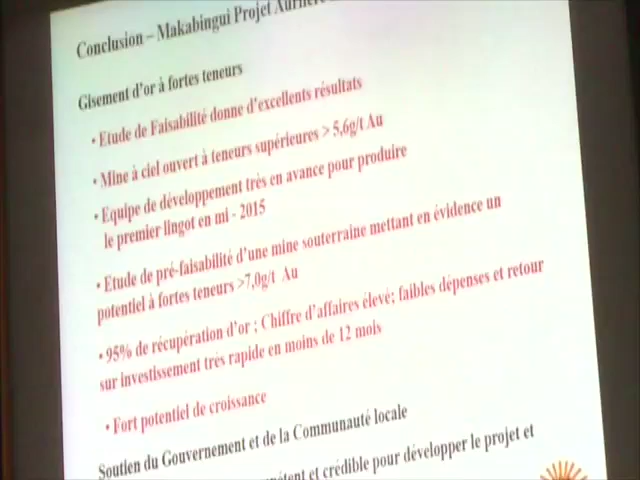 Conclusion – Makabingui Projet Aurifère
Gisement d'or à fortes teneurs
• Etude de Faisabilité donne d'excellents résultats
• Mine à ciel ouvert à teneurs supérieures > 5,6g/t Au
• Equipe de développement très en avance pour produire
le premier lingot en mi - 2015
• Etude de pré-faisabilité d'une mine souterraine mettant en évidence un
potentiel à fortes teneurs >7,0g/t Au
• 95% de récupération d'or ; Chiffre d'affaires élevé; faibles dépenses et retour
sur investissement très rapide en moins de 12 mois
• Fort potentiel de croissance
Soutien du Gouvernement et de la Communauté locale
et crédible pour développer le projet et